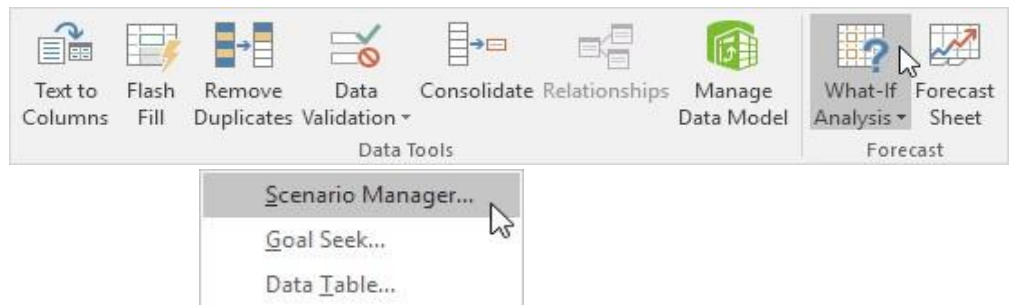 Text to Flash Remove Data Consolidate Relationships Manage What-If Forecast
Columns Fill Duplicates Validation Data Model Analysis Sheet
Data Tools Forecast
Scenario Manager...
Goal Seek...
Data Table...